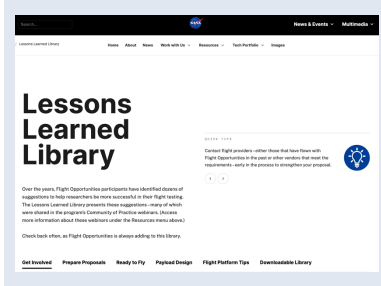 Search...
NASA
News & Events
Multimedia
Lessons Learned Library
Home
About
News
Work with Us
Resources
Tech Portfolio
Images
Lessons
Learned
Library
QUICK TIPS
Contact flight providers–either those that have flown with
Flight Opportunities in the past or other vendors that meet the
requirements–early in the process to strengthen your proposal.
Over the years, Flight Opportunities participants have identified dozens of
suggestions to help researchers be more successful in their flight testing.
The Lessons Learned Library presents these suggestions—many of which
were shared in the program's Community of Practice webinars. (Access
more information about these webinars under the Resources menu above.)
Check back often, as Flight Opportunities is always adding to this library.
Get Involved
Prepare Proposals
Ready to Fly
Payload Design
Flight Platform Tips
Downloadable Library